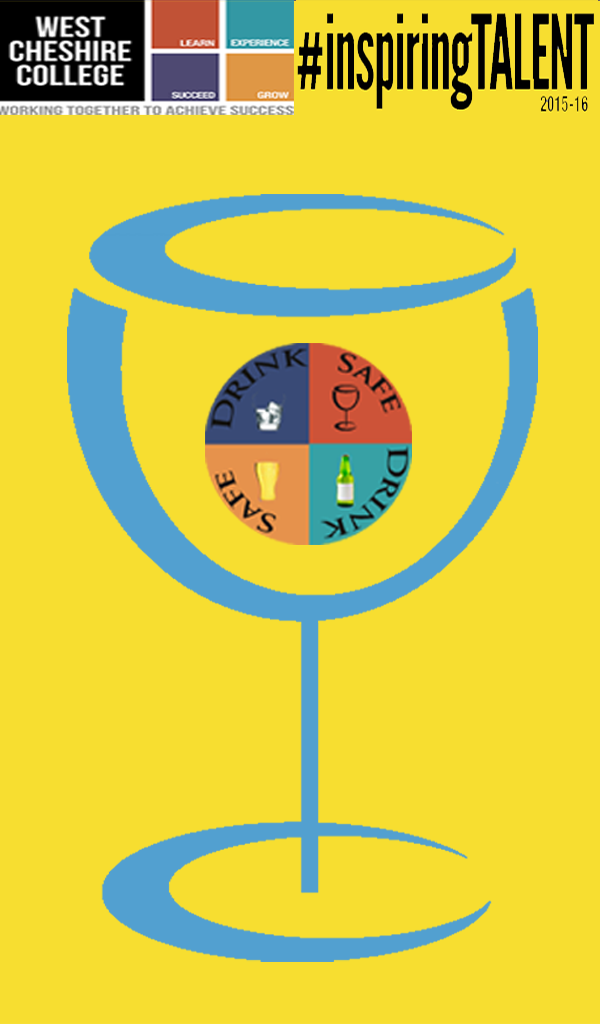 WEST
CHESHIRE
COLLEGE
LEARN
EXPERIENCE
SUCCEED
GROW
WORKING TOGETHER TO ACHIEVE SUCCESS
#inspiringTALENT
2015-16
DRINK
SAFE
DRINK
SAFE